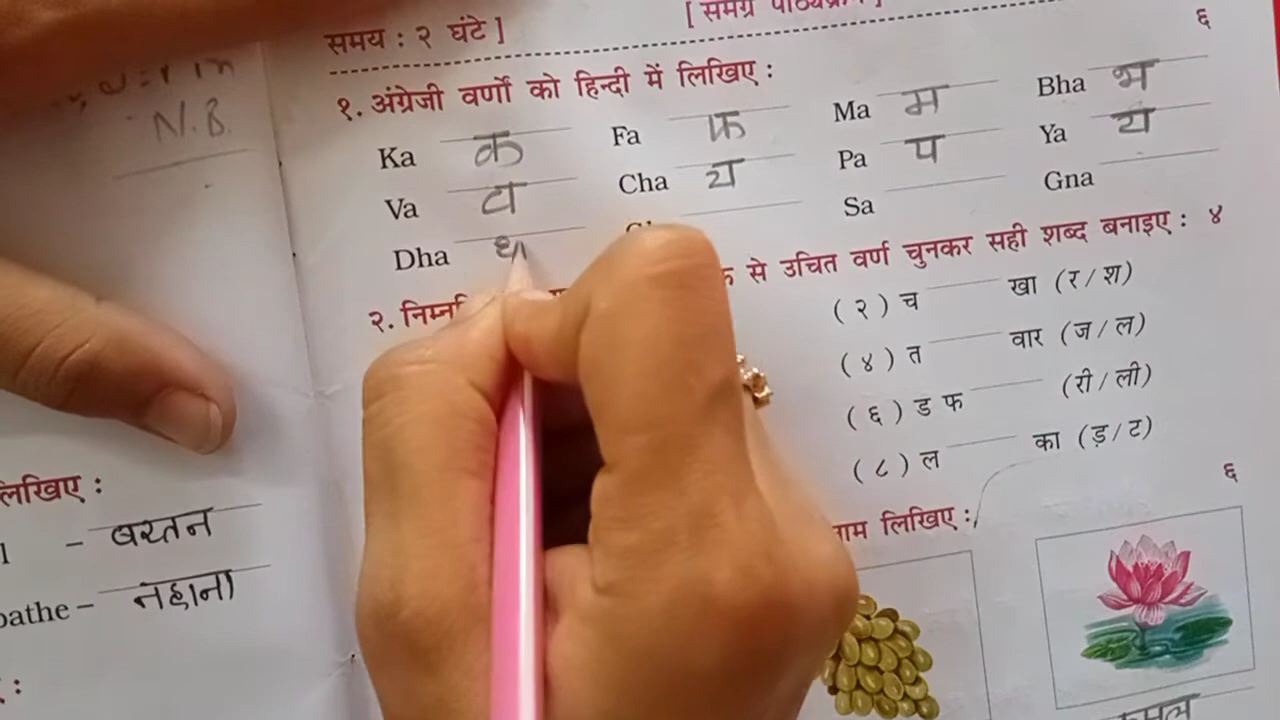 समय : २ घंटे ] [ समग्र पाठ्यक्रम ]
N.B.
६
१. अंग्रेजी वर्णों को हिन्दी में लिखिए :
Ka क Fa फ Ma म Bha भ
Va व Cha च Pa प Ya य
Dha ध Sa Gna
२. से उचित वर्ण चुनकर सही शब्द बनाइए : ४
( २ ) च खा (र / श)
( ४ ) त वार (ज / ल)
( ६ ) ड फ (री / ली)
( ८ ) ल का (ड़ / ट)
लिखिए :
– बरतन
bathe – नहाना
नाम लिखिए : ६
कमल